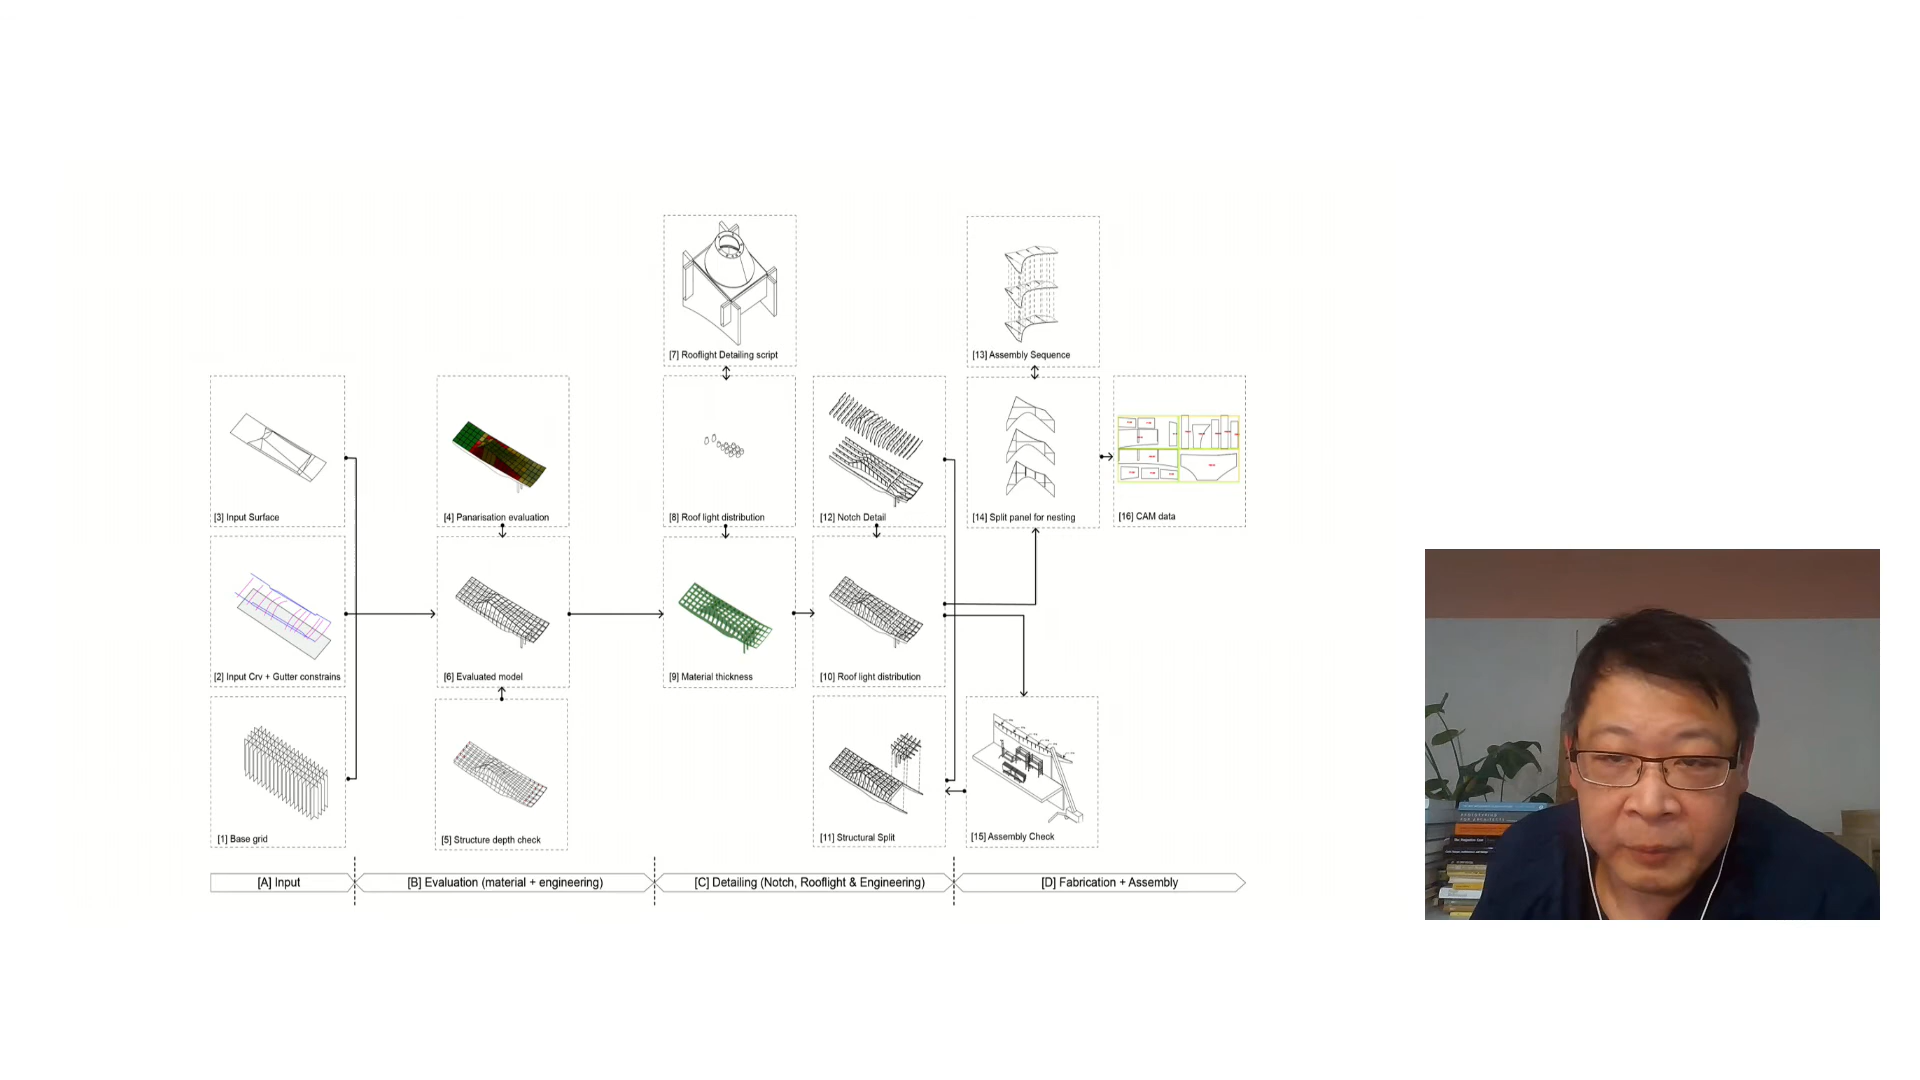 [7] Rooflight Detailing script
[13] Assembly Sequence
[3] Input Surface
[4] Panarisation evaluation
[8] Roof light distribution
[12] Notch Detail
[14] Split panel for nesting
[16] CAM data
[2] Input Crv + Gutter constrains
[6] Evaluated model
[9] Material thickness
[10] Roof light distribution
[1] Base grid
[5] Structure depth check
[11] Structural Split
[15] Assembly Check
[A] Input
[B] Evaluation (material + engineering)
[C] Detailing (Notch, Rooflight & Engineering)
[D] Fabrication + Assembly